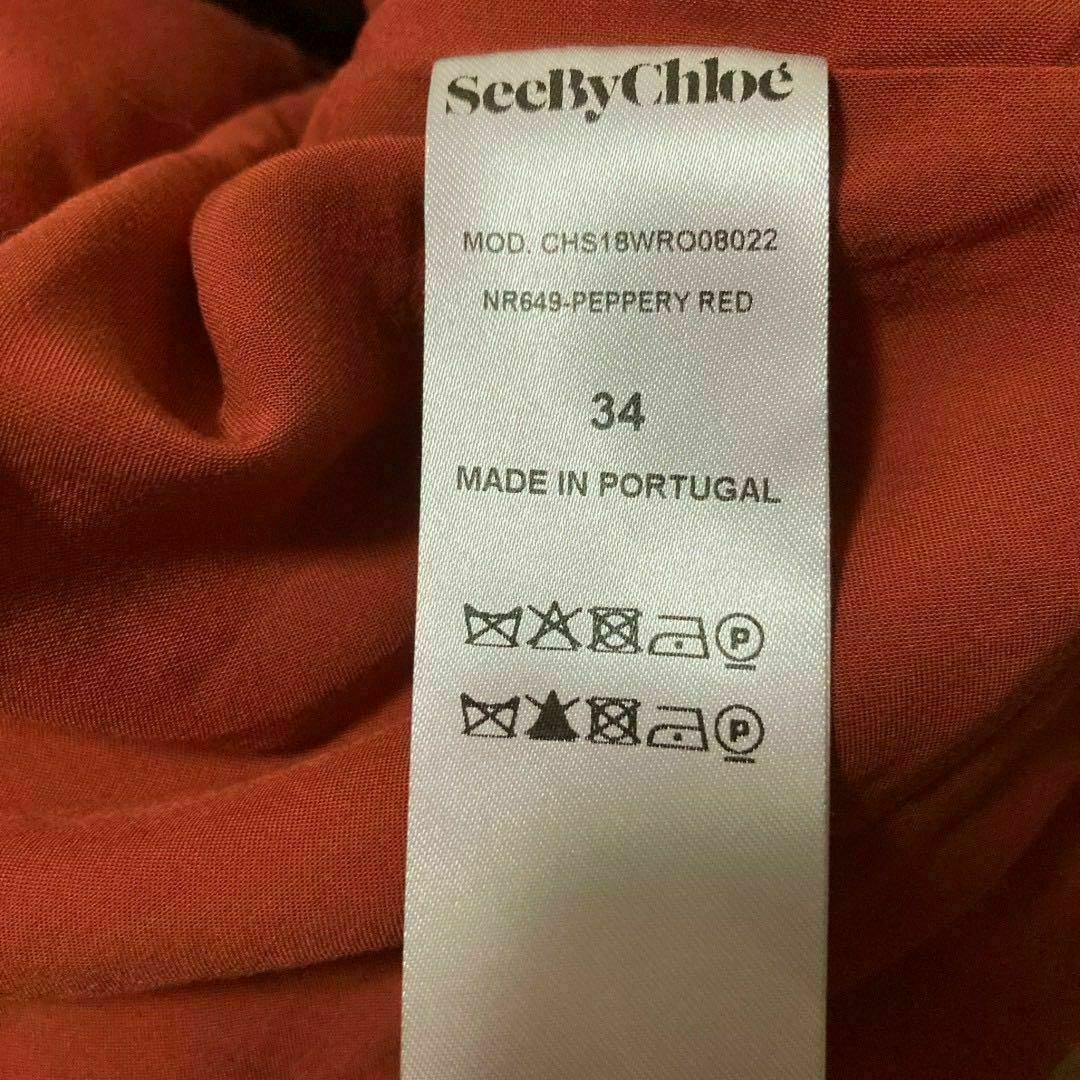 SeeByChloé
MOD. CHS18WRO08022
NR649-PEPPERY RED
34
MADE IN PORTUGAL
P
P